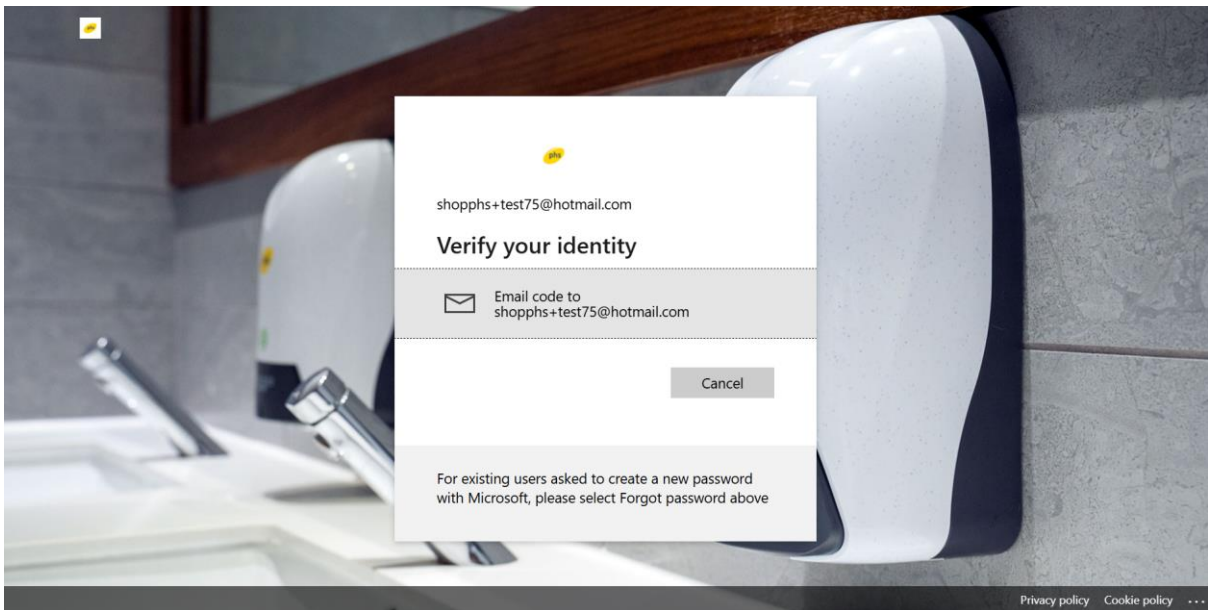 phs
shopphs+test75@hotmail.com
Verify your identity
Email code to
shopphs+test75@hotmail.com
Cancel
For existing users asked to create a new password
with Microsoft, please select Forgot password above
Privacy policy Cookie policy ...